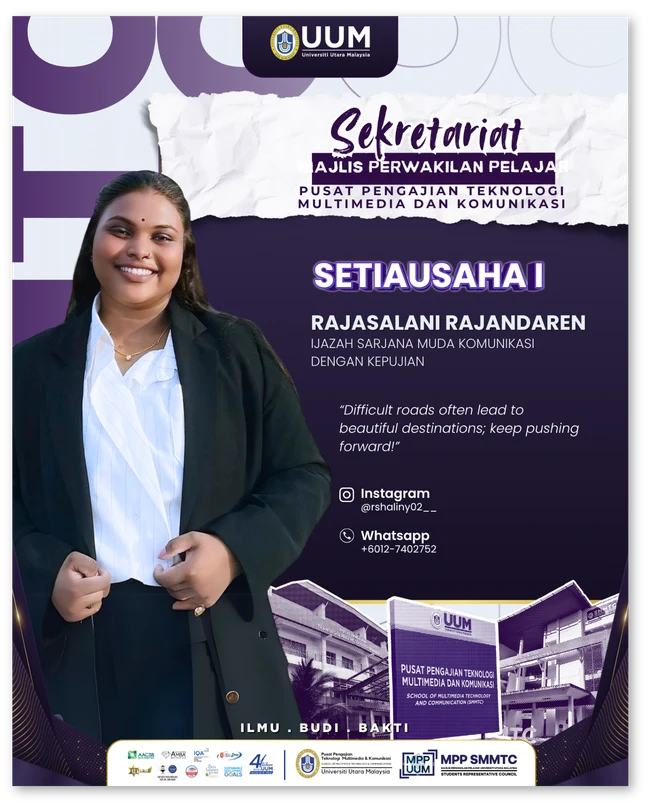 UUM
Universiti Utara Malaysia
Sekretariat
MAJLIS PERWAKILAN PELAJAR
PUSAT PENGAJIAN TEKNOLOGI
MULTIMEDIA DAN KOMUNIKASI
SETIAUSAHA I
RAJASALANI RAJANDAREN
IJAZAH SARJANA MUDA KOMUNIKASI
DENGAN KEPUJIAN
“Difficult roads often lead to
beautiful destinations; keep pushing
forward!”
Instagram
@rshaliny02__
Whatsapp
+6012-7402752
UUM
PUSAT PENGAJIAN TEKNOLOGI
MULTIMEDIA DAN KOMUNIKASI
SCHOOL OF MULTIMEDIA TECHNOLOGY
AND COMMUNICATION (SMMTC)
ILMU . BUDI . BAKTI
AACSB
AMBA
IQA
Pusat Pengajian
Teknologi Multimedia & Komunikasi
Universiti Utara Malaysia
MPP
UUM
MPP SMMTC
STUDENTS REPRESENTATIVE COUNCIL